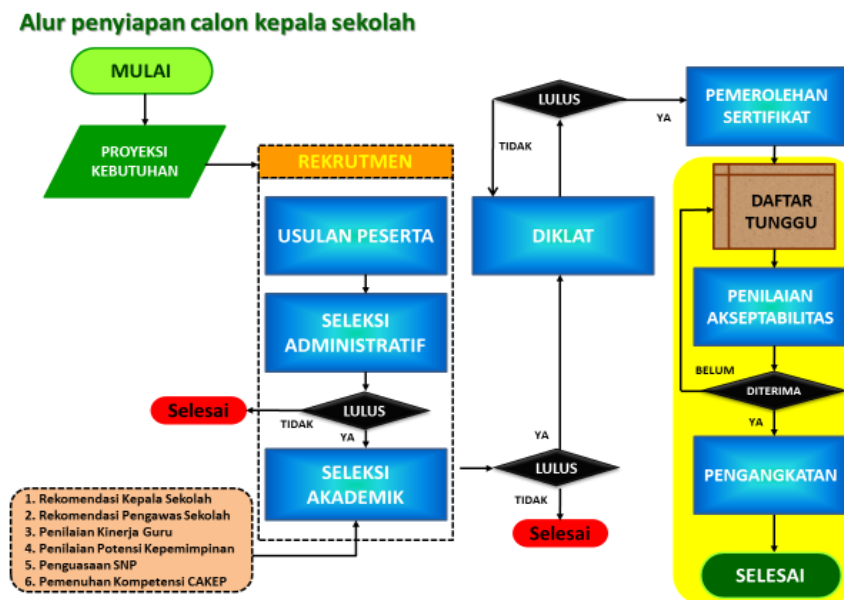 Alur penyiapan calon kepala sekolah
MULAI
PROYEKSI
KEBUTUHAN
REKRUTMEN
USULAN PESERTA
SELEKSI
ADMINISTRATIF
LULUS
TIDAK
Selesai
YA
SELEKSI
AKADEMIK
1. Rekomendasi Kepala Sekolah
2. Rekomendasi Pengawas Sekolah
3. Penilaian Kinerja Guru
4. Penilaian Potensi Kepemimpinan
5. Penguasaan SNP
6. Pemenuhan Kompetensi CAKEP
LULUS
TIDAK
Selesai
YA
DIKLAT
LULUS
TIDAK
YA
PEMEROLEHAN
SERTIFIKAT
DAFTAR
TUNGGU
PENILAIAN
AKSEPTABILITAS
BELUM
DITERIMA
YA
PENGANGKATAN
SELESAI